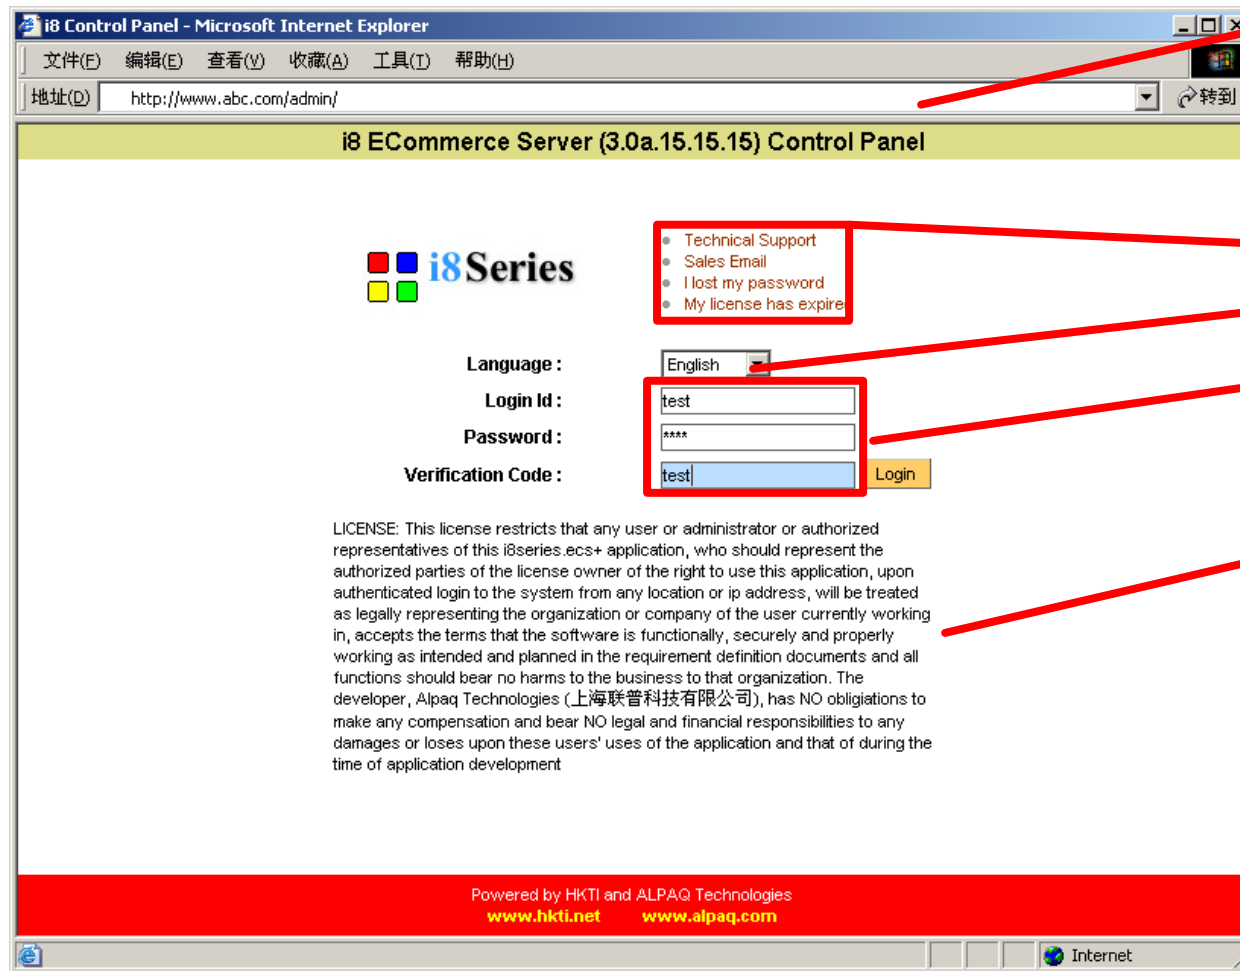 i8 Control Panel - Microsoft Internet Explorer
文件(F) 编辑(E) 查看(V) 收藏(A) 工具(T) 帮助(H)
地址(D) http://www.abc.com/admin/ 转到
i8 ECommerce Server (3.0a.15.15.15) Control Panel
i8 Series
Technical Support
Sales Email
I lost my password
My license has expire
Language : English
Login Id : test
Password : ****
Verification Code : test Login
LICENSE: This license restricts that any user or administrator or authorized
representatives of this i8series.ecs+ application, who should represent the
authorized parties of the license owner of the right to use this application, upon
authenticated login to the system from any location or ip address, will be treated
as legally representing the organization or company of the user currently working
in, accepts the terms that the software is functionally, securely and properly
working as intended and planned in the requirement definition documents and all
functions should bear no harms to the business to that organization. The
developer, Alpaq Technologies (上海联普科技有限公司), has NO obligiations to
make any compensation and bear NO legal and financial responsibilities to any
damages or loses upon these users' uses of the application and that of during the
time of application development
Powered by HKTI and ALPAQ Technologies
www.hkti.net www.alpaq.com
Internet